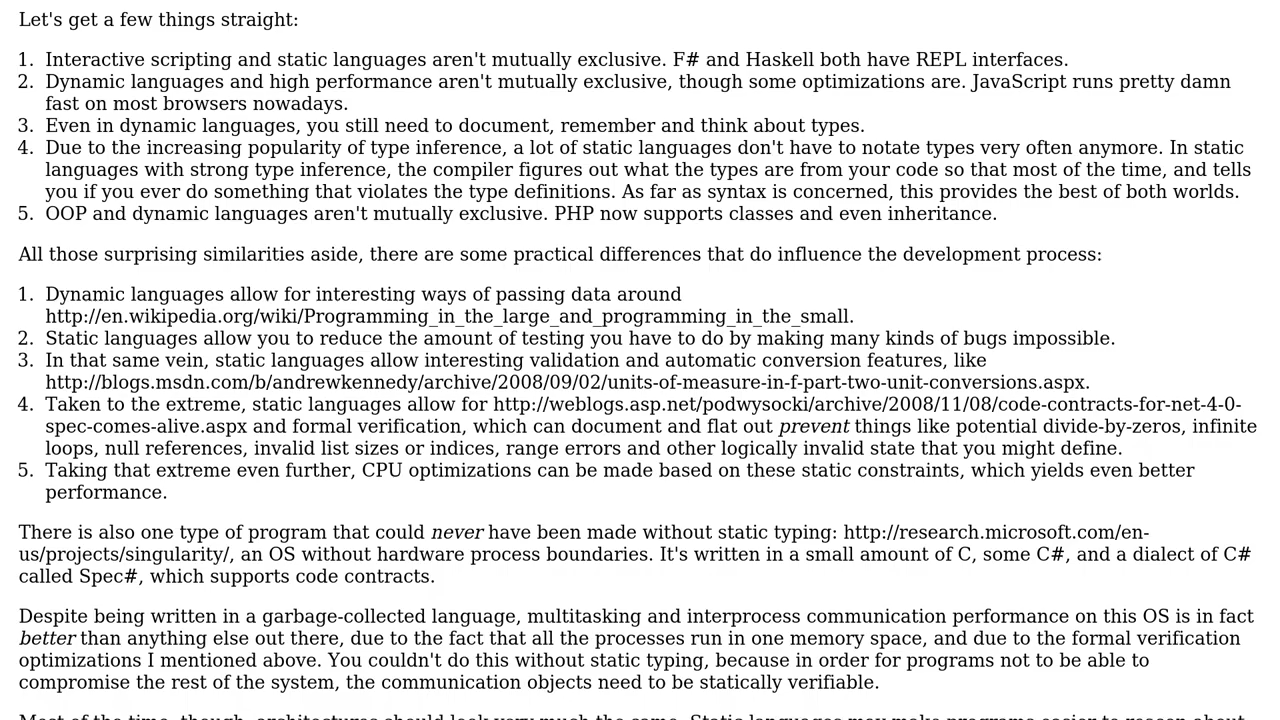 Let's get a few things straight:
1. Interactive scripting and static languages aren't mutually exclusive. F# and Haskell both have REPL interfaces.
2. Dynamic languages and high performance aren't mutually exclusive, though some optimizations are. JavaScript runs pretty damn
fast on most browsers nowadays.
3. Even in dynamic languages, you still need to document, remember and think about types.
4. Due to the increasing popularity of type inference, a lot of static languages don't have to notate types very often anymore. In static
languages with strong type inference, the compiler figures out what the types are from your code so that most of the time, and tells
you if you ever do something that violates the type definitions. As far as syntax is concerned, this provides the best of both worlds.
5. OOP and dynamic languages aren't mutually exclusive. PHP now supports classes and even inheritance.
All those surprising similarities aside, there are some practical differences that do influence the development process:
1. Dynamic languages allow for interesting ways of passing data around
http://en.wikipedia.org/wiki/Programming_in_the_large_and_programming_in_the_small.
2. Static languages allow you to reduce the amount of testing you have to do by making many kinds of bugs impossible.
3. In that same vein, static languages allow interesting validation and automatic conversion features, like
http://blogs.msdn.com/b/andrewkennedy/archive/2008/09/02/units-of-measure-in-f-part-two-unit-conversions.aspx.
4. Taken to the extreme, static languages allow for http://weblogs.asp.net/podwysocki/archive/2008/11/08/code-contracts-for-net-4-0-
spec-comes-alive.aspx and formal verification, which can document and flat out prevent things like potential divide-by-zeros, infinite
loops, null references, invalid list sizes or indices, range errors and other logically invalid state that you might define.
5. Taking that extreme even further, CPU optimizations can be made based on these static constraints, which yields even better
performance.
There is also one type of program that could never have been made without static typing: http://research.microsoft.com/en-
us/projects/singularity/, an OS without hardware process boundaries. It's written in a small amount of C, some C#, and a dialect of C#
called Spec#, which supports code contracts.
Despite being written in a garbage-collected language, multitasking and interprocess communication performance on this OS is in fact
better than anything else out there, due to the fact that all the processes run in one memory space, and due to the formal verification
optimizations I mentioned above. You couldn't do this without static typing, because in order for programs not to be able to
compromise the rest of the system, the communication objects need to be statically verifiable.
Most of the time, though, architectures should look very much the same. Static languages may make programs easier to reason about